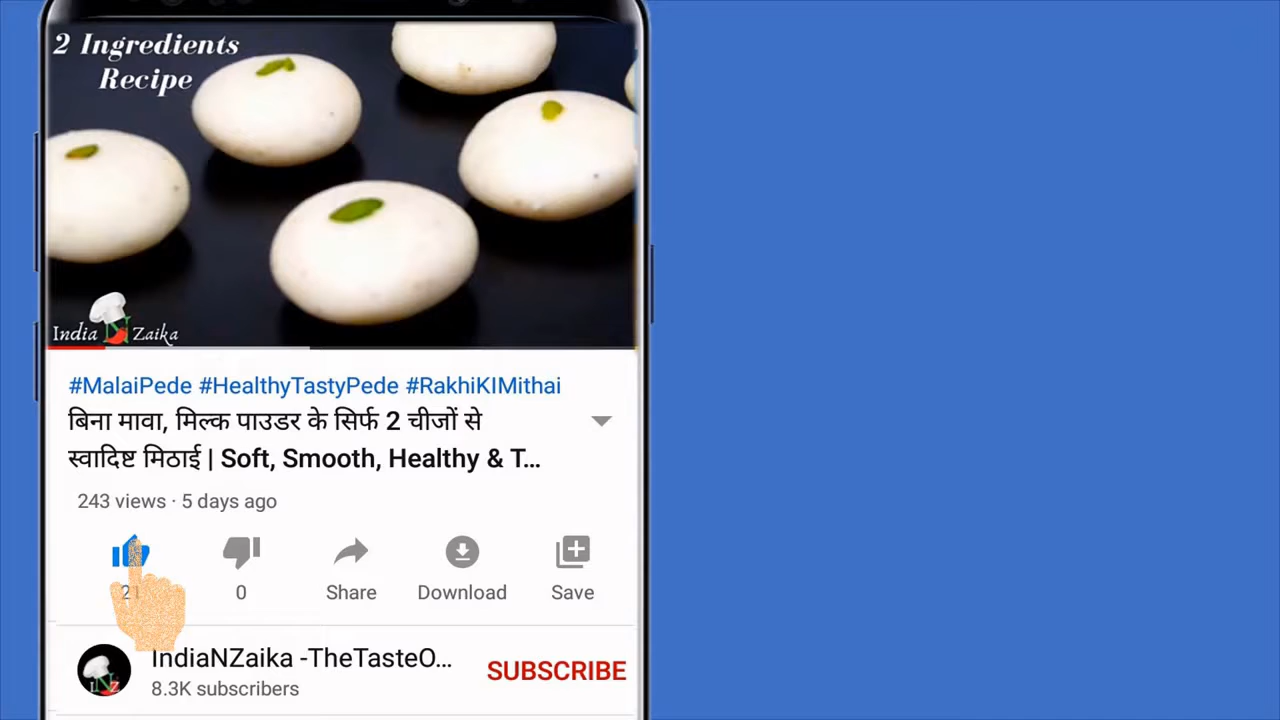 2 Ingredients
Recipe
India N Zaika
#MalaiPede #HealthyTastyPede #RakhiKIMithai
बिना मावा, मिल्क पाउडर के सिर्फ 2 चीजों से
स्वादिष्ट मिठाई | Soft, Smooth, Healthy & T...
243 views · 5 days ago
21 0 Share Download Save
IndiaNZaika -TheTasteO...
SUBSCRIBE
8.3K subscribers